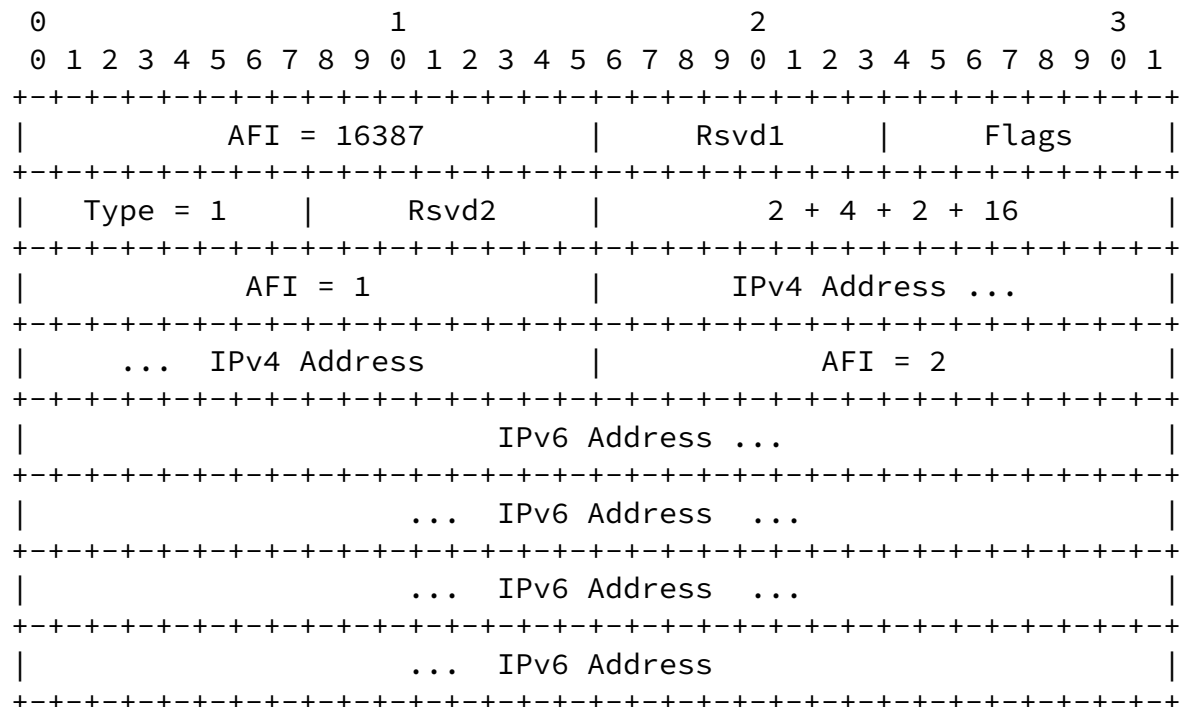 0                   1                   2                   3
0 1 2 3 4 5 6 7 8 9 0 1 2 3 4 5 6 7 8 9 0 1 2 3 4 5 6 7 8 9 0 1
+-+-+-+-+-+-+-+-+-+-+-+-+-+-+-+-+-+-+-+-+-+-+-+-+-+-+-+-+-+-+-+-+
|           AFI = 16387         |     Rsvd1     |     Flags     |
+-+-+-+-+-+-+-+-+-+-+-+-+-+-+-+-+-+-+-+-+-+-+-+-+-+-+-+-+-+-+-+-+
|   Type = 1    |     Rsvd2     |         2 + 4 + 2 + 16        |
+-+-+-+-+-+-+-+-+-+-+-+-+-+-+-+-+-+-+-+-+-+-+-+-+-+-+-+-+-+-+-+-+
|            AFI = 1            |       IPv4 Address ...        |
+-+-+-+-+-+-+-+-+-+-+-+-+-+-+-+-+-+-+-+-+-+-+-+-+-+-+-+-+-+-+-+-+
|     ...  IPv4 Address         |            AFI = 2            |
+-+-+-+-+-+-+-+-+-+-+-+-+-+-+-+-+-+-+-+-+-+-+-+-+-+-+-+-+-+-+-+-+
|                          IPv6 Address ...                     |
+-+-+-+-+-+-+-+-+-+-+-+-+-+-+-+-+-+-+-+-+-+-+-+-+-+-+-+-+-+-+-+-+
|                     ...  IPv6 Address  ...                    |
+-+-+-+-+-+-+-+-+-+-+-+-+-+-+-+-+-+-+-+-+-+-+-+-+-+-+-+-+-+-+-+-+
|                     ...  IPv6 Address  ...                    |
+-+-+-+-+-+-+-+-+-+-+-+-+-+-+-+-+-+-+-+-+-+-+-+-+-+-+-+-+-+-+-+-+
|                     ...  IPv6 Address                         |
+-+-+-+-+-+-+-+-+-+-+-+-+-+-+-+-+-+-+-+-+-+-+-+-+-+-+-+-+-+-+-+-+